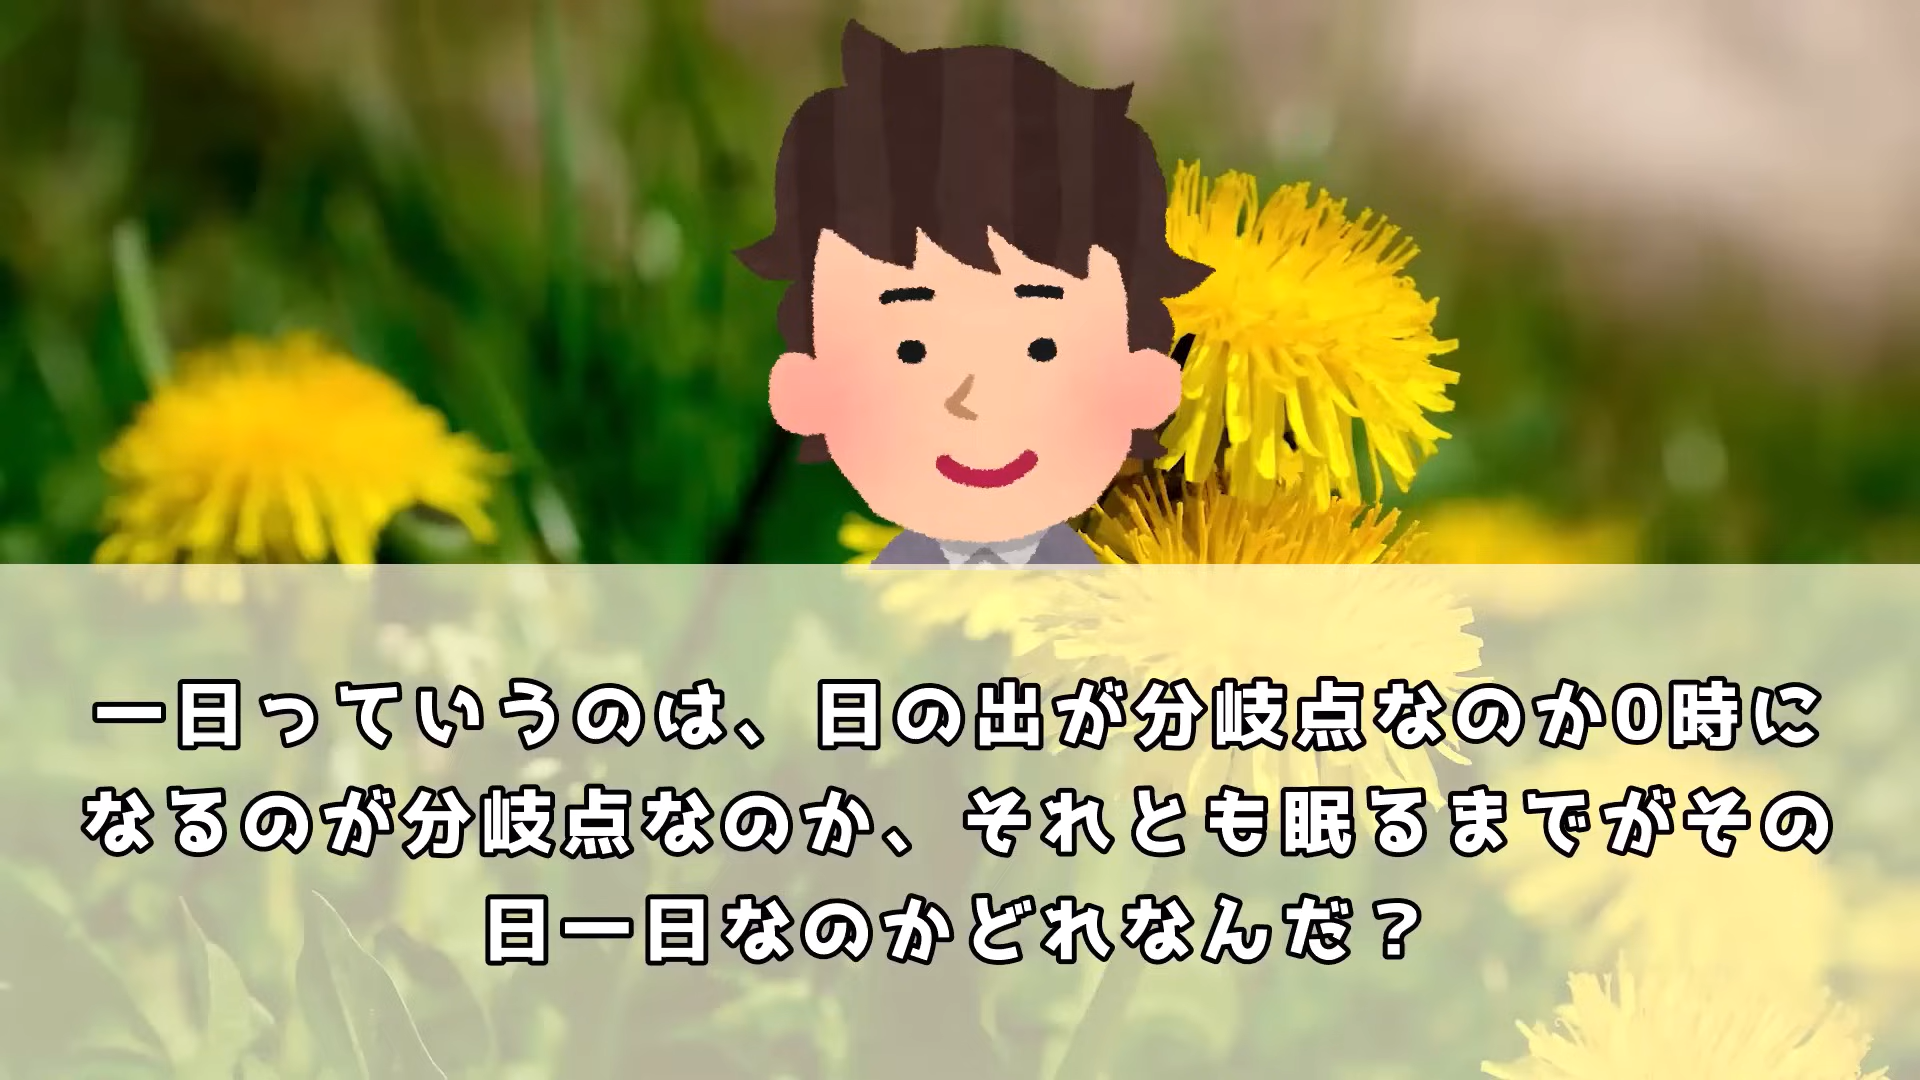 一日っていうのは、日の出が分岐点なのか0時に
なるのが分岐点なのか、それとも眠るまでがその
日一日なのかどれなんだ？